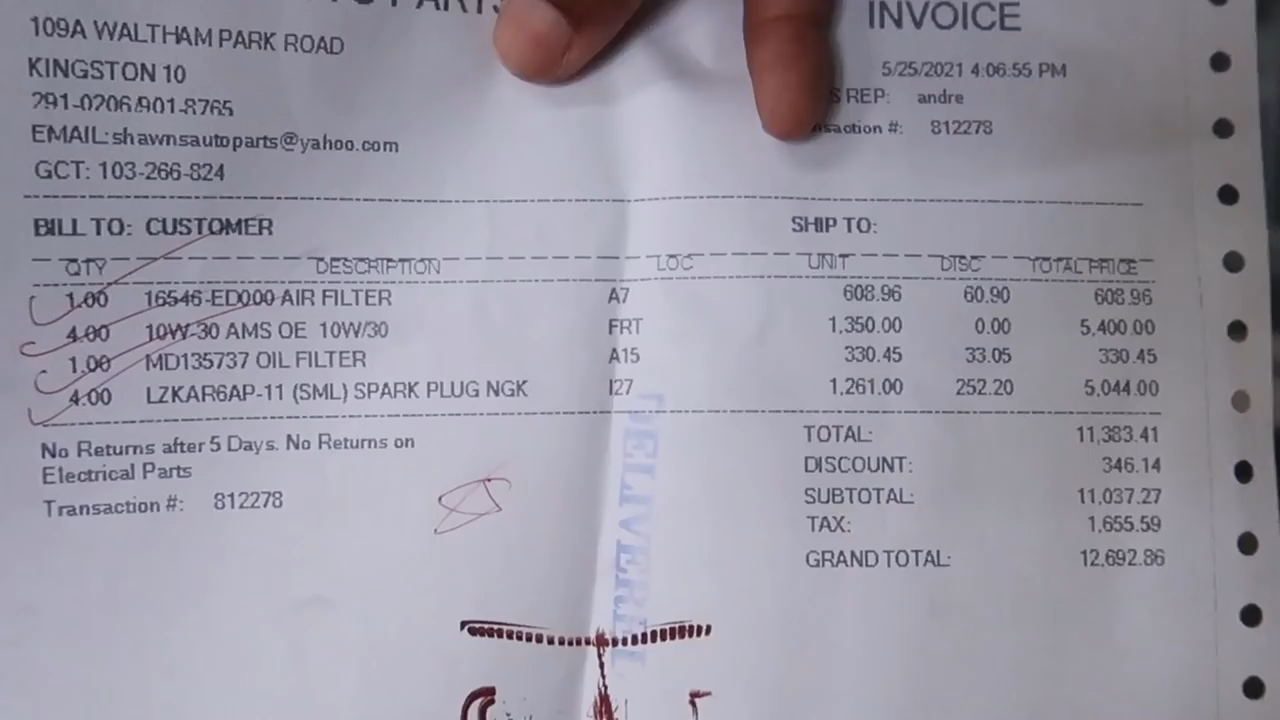 INVOICE
109A WALTHAM PARK ROAD
KINGSTON 10
291-0206/901-8765
EMAIL: shawnsautoparts@yahoo.com
GCT: 103-266-824
5/25/2021 4:06:55 PM
REP: andre
812278
BILL TO: CUSTOMER SHIP TO:
QTY DESCRIPTION LOC UNIT DISC TOTAL PRICE
1.00 16546-ED000 AIR FILTER A7 608.96 60.90 608.96
4.00 10W-30 AMS OE 10W/30 FRT 1,350.00 0.00 5,400.00
1.00 MD135737 OIL FILTER A15 330.45 33.05 330.45
4.00 LZKAR6AP-11 (SML) SPARK PLUG NGK I27 1,261.00 252.20 5,044.00
No Returns after 5 Days. No Returns on
Electrical Parts
Transaction #: 812278
TOTAL: 11,383.41
DISCOUNT: 346.14
SUBTOTAL: 11,037.27
TAX: 1,655.59
GRAND TOTAL: 12,692.86
DELIVERED